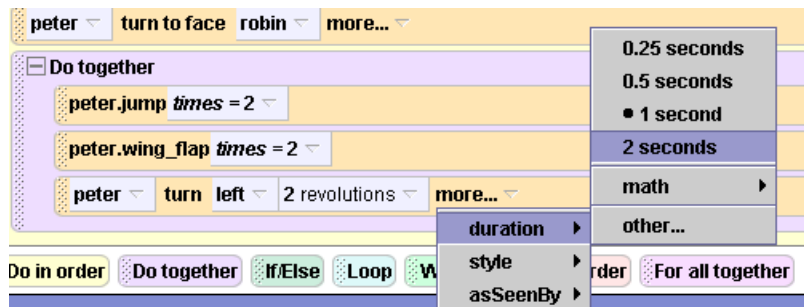 peter turn to face robin more...
Do together
peter.jump times = 2
peter.wing_flap times = 2
peter turn left 2 revolutions more...
duration
style
asSeenBy
0.25 seconds
0.5 seconds
1 second
2 seconds
math
other...
Do in order Do together If/Else Loop W rder For all together